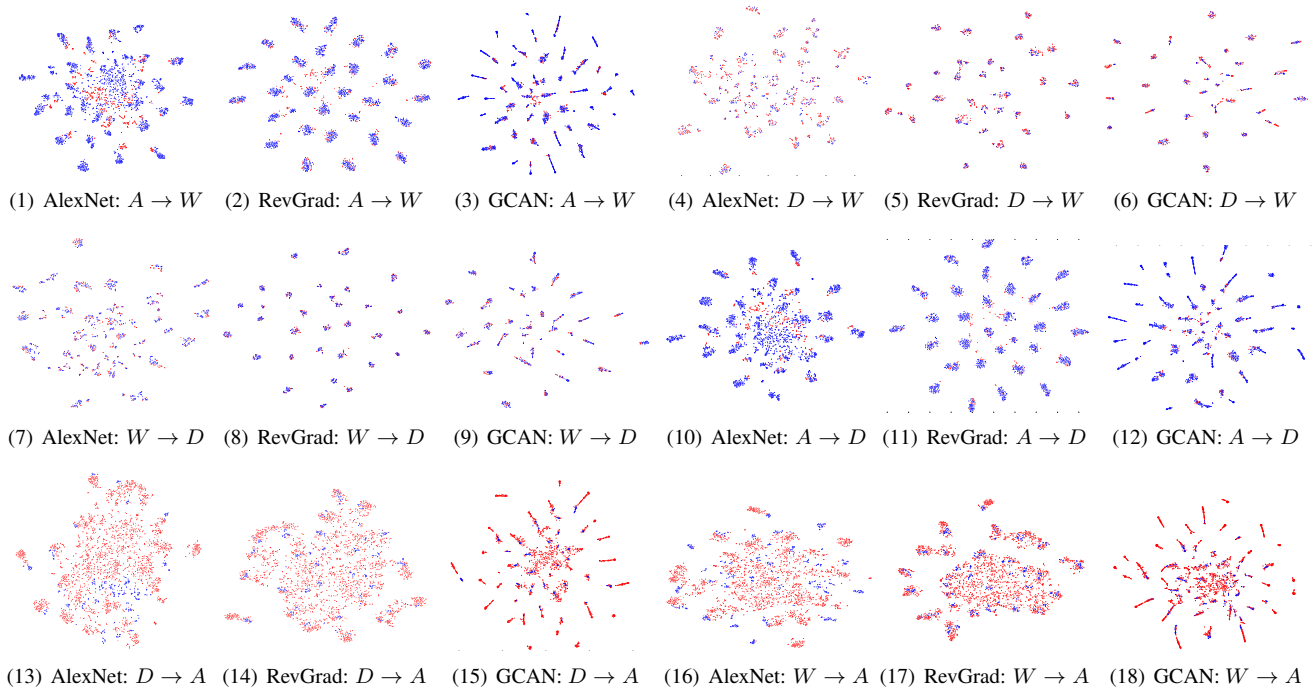 (1) AlexNet: A → W (2) RevGrad: A → W (3) GCAN: A → W (4) AlexNet: D → W (5) RevGrad: D → W (6) GCAN: D → W
(7) AlexNet: W → D (8) RevGrad: W → D (9) GCAN: W → D (10) AlexNet: A → D (11) RevGrad: A → D (12) GCAN: A → D
(13) AlexNet: D → A (14) RevGrad: D → A (15) GCAN: D → A (16) AlexNet: W → A (17) RevGrad: W → A (18) GCAN: W → A